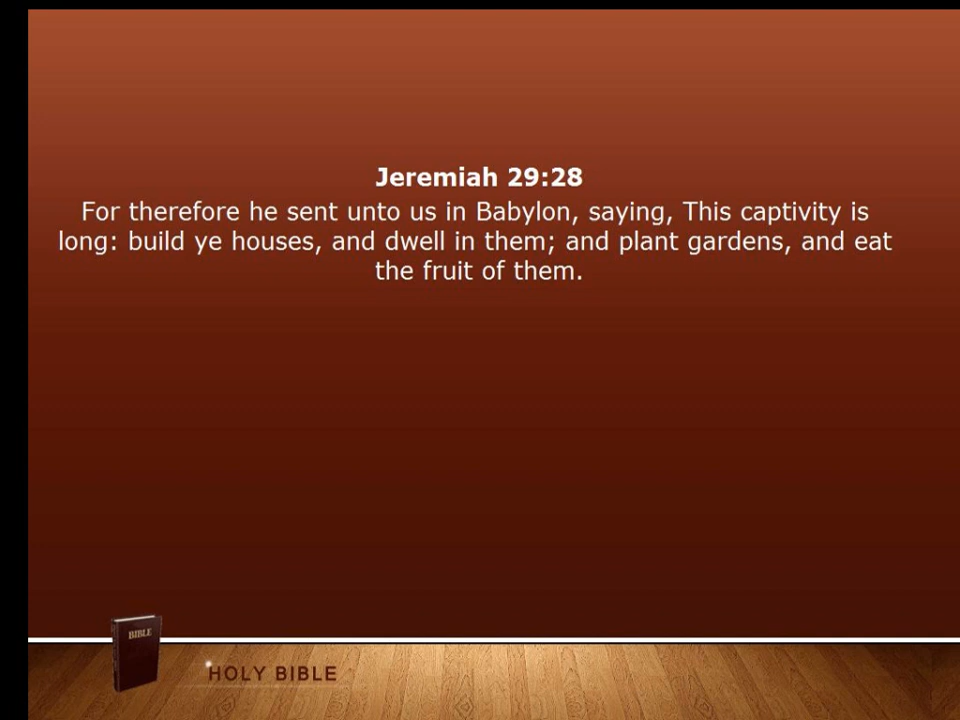 Jeremiah 29:28
For therefore he sent unto us in Babylon, saying, This captivity is
long: build ye houses, and dwell in them; and plant gardens, and eat
the fruit of them.
BIBLE
HOLY BIBLE